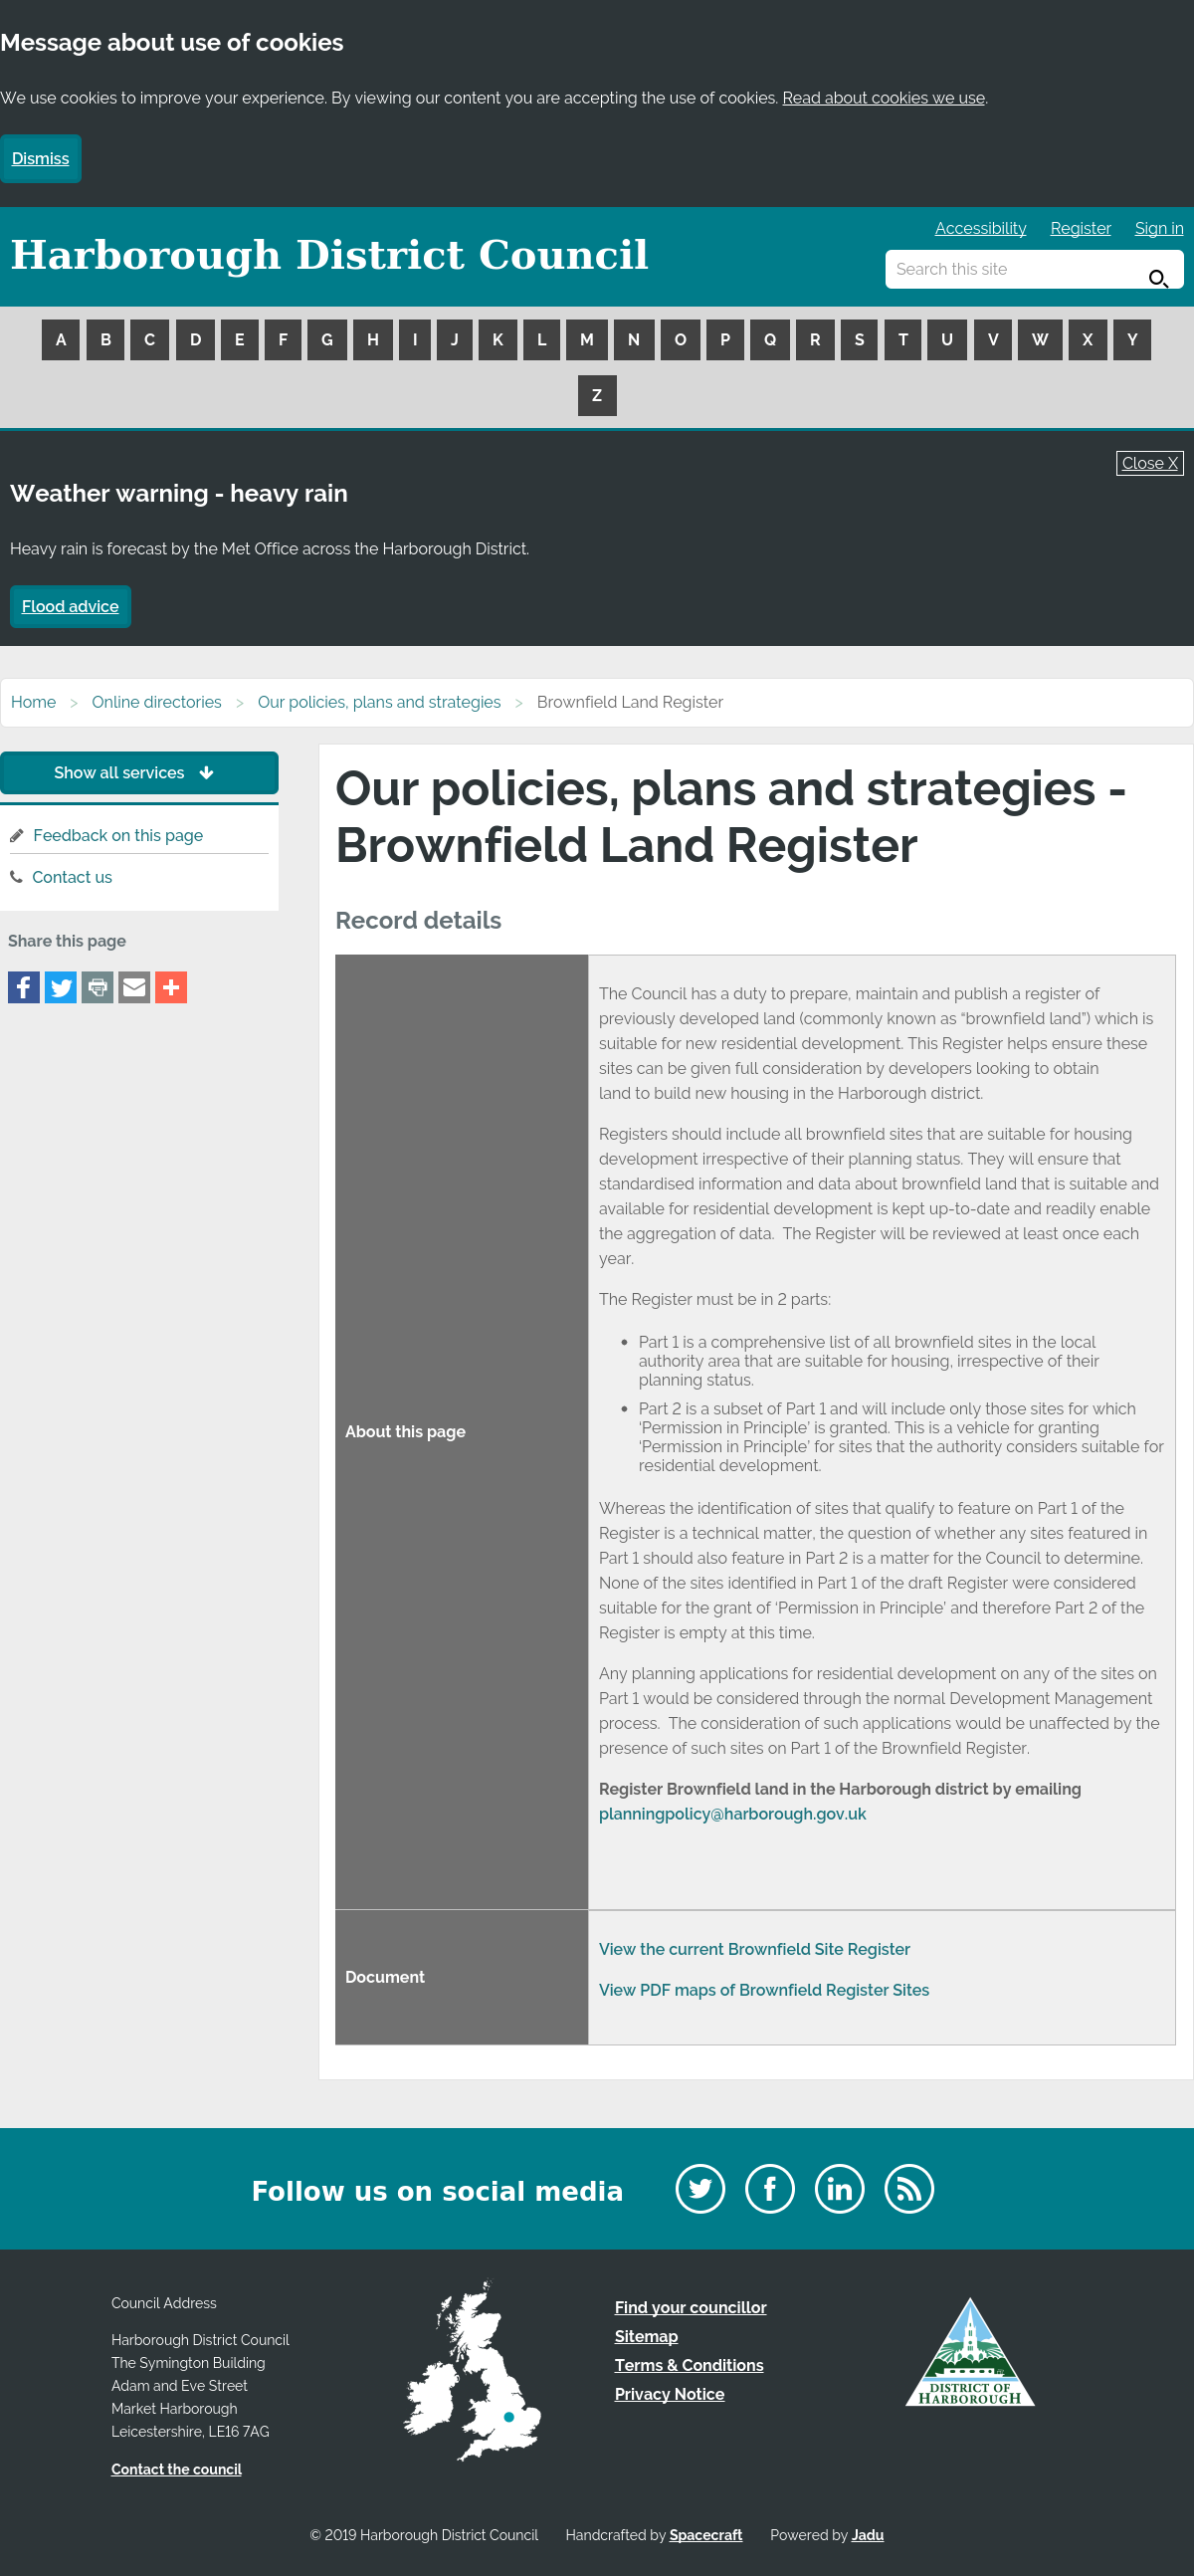 Message about use of cookies
We use cookies to improve your experience. By viewing our content you are accepting the use of cookies. Read about cookies we use.
Dismiss
Accessibility Register Sign in
Harborough District Council
Search this site
A B C D E F G H I J K L M N O P Q R S T U V W X Y
Z
Close X
Weather warning - heavy rain
Heavy rain is forecast by the Met Office across the Harborough District.
Flood advice
Home > Online directories > Our policies, plans and strategies > Brownfield Land Register
Show all services
Feedback on this page
Contact us
Share this page
Our policies, plans and strategies -
Brownfield Land Register
Record details
About this page
The Council has a duty to prepare, maintain and publish a register of
previously developed land (commonly known as “brownfield land”) which is
suitable for new residential development. This Register helps ensure these
sites can be given full consideration by developers looking to obtain
land to build new housing in the Harborough district.
Registers should include all brownfield sites that are suitable for housing
development irrespective of their planning status. They will ensure that
standardised information and data about brownfield land that is suitable and
available for residential development is kept up-to-date and readily enable
the aggregation of data.  The Register will be reviewed at least once each
year.
The Register must be in 2 parts:
• Part 1 is a comprehensive list of all brownfield sites in the local
authority area that are suitable for housing, irrespective of their
planning status.
• Part 2 is a subset of Part 1 and will include only those sites for which
‘Permission in Principle’ is granted. This is a vehicle for granting
‘Permission in Principle’ for sites that the authority considers suitable for
residential development.
Whereas the identification of sites that qualify to feature on Part 1 of the
Register is a technical matter, the question of whether any sites featured in
Part 1 should also feature in Part 2 is a matter for the Council to determine.
None of the sites identified in Part 1 of the draft Register were considered
suitable for the grant of ‘Permission in Principle’ and therefore Part 2 of the
Register is empty at this time.
Any planning applications for residential development on any of the sites on
Part 1 would be considered through the normal Development Management
process.  The consideration of such applications would be unaffected by the
presence of such sites on Part 1 of the Brownfield Register.
Register Brownfield land in the Harborough district by emailing
planningpolicy@harborough.gov.uk
Document
View the current Brownfield Site Register
View PDF maps of Brownfield Register Sites
Follow us on social media
Council Address
Harborough District Council
The Symington Building
Adam and Eve Street
Market Harborough
Leicestershire, LE16 7AG
Contact the council
Find your councillor
Sitemap
Terms & Conditions
Privacy Notice
DISTRICT OF
HARBOROUGH
© 2019 Harborough District Council Handcrafted by Spacecraft Powered by Jadu